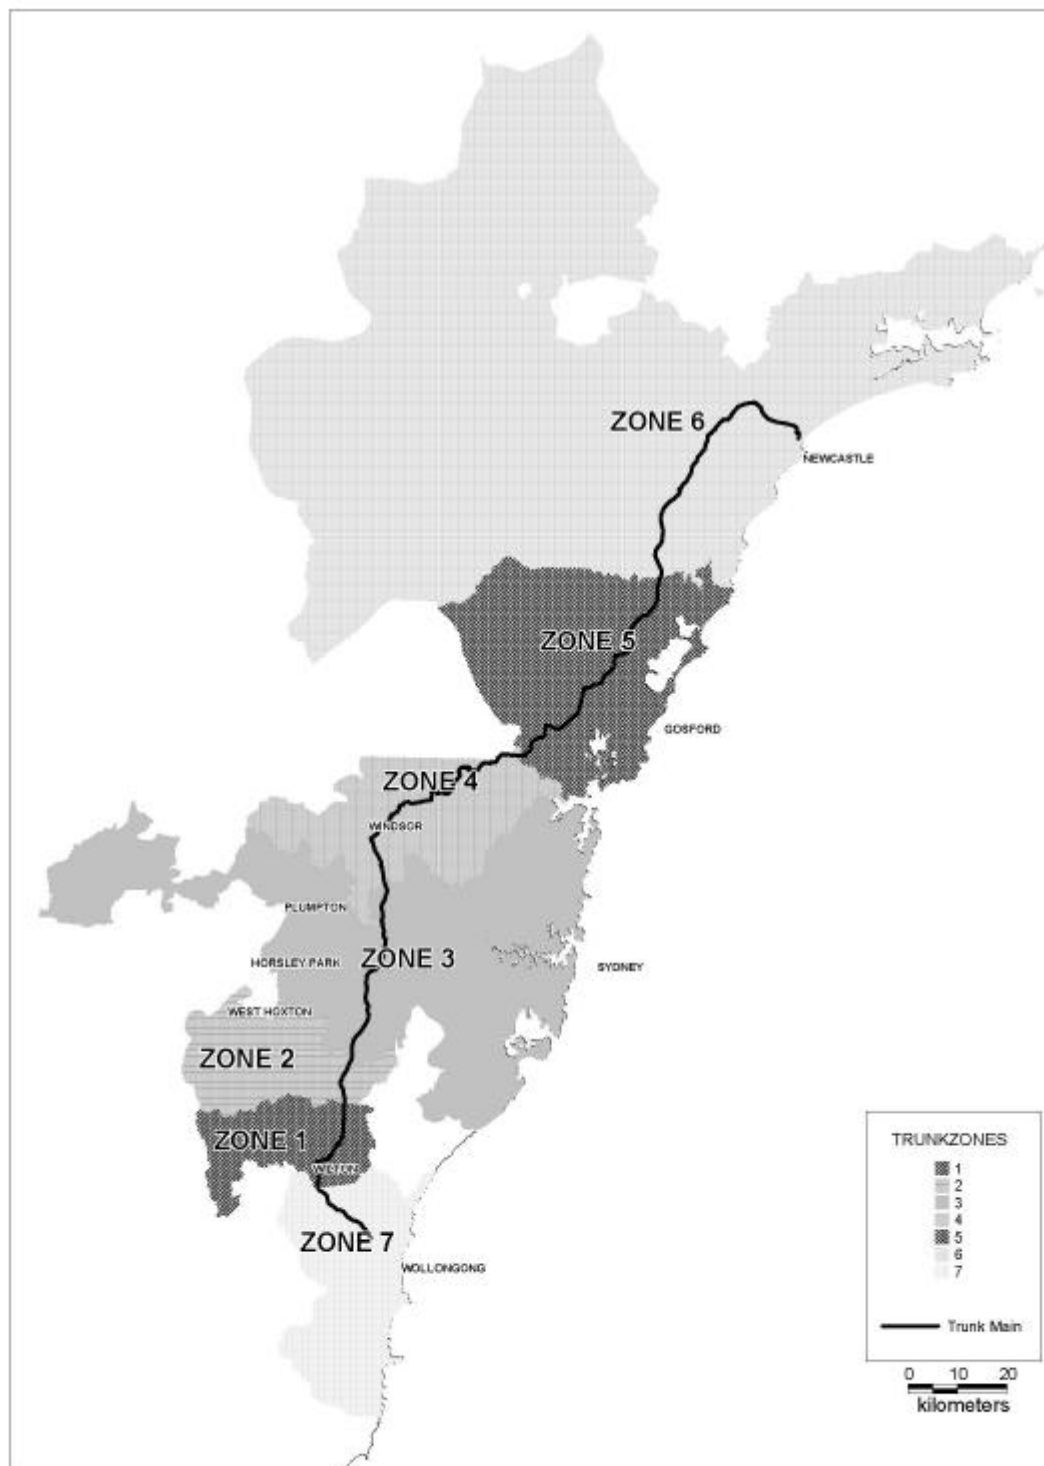 ZONE 6
NEWCASTLE
ZONE 5
GOSFORD
ZONE 4
WINDSOR
PLUMPTON
ZONE 3
HORSLEY PARK
SYDNEY
WEST HOXTON
ZONE 2
ZONE 1
WILTON
ZONE 7
WOLLONGONG
TRUNKZONES
1
2
3
4
5
6
7
Trunk Main
0 10 20
kilometers